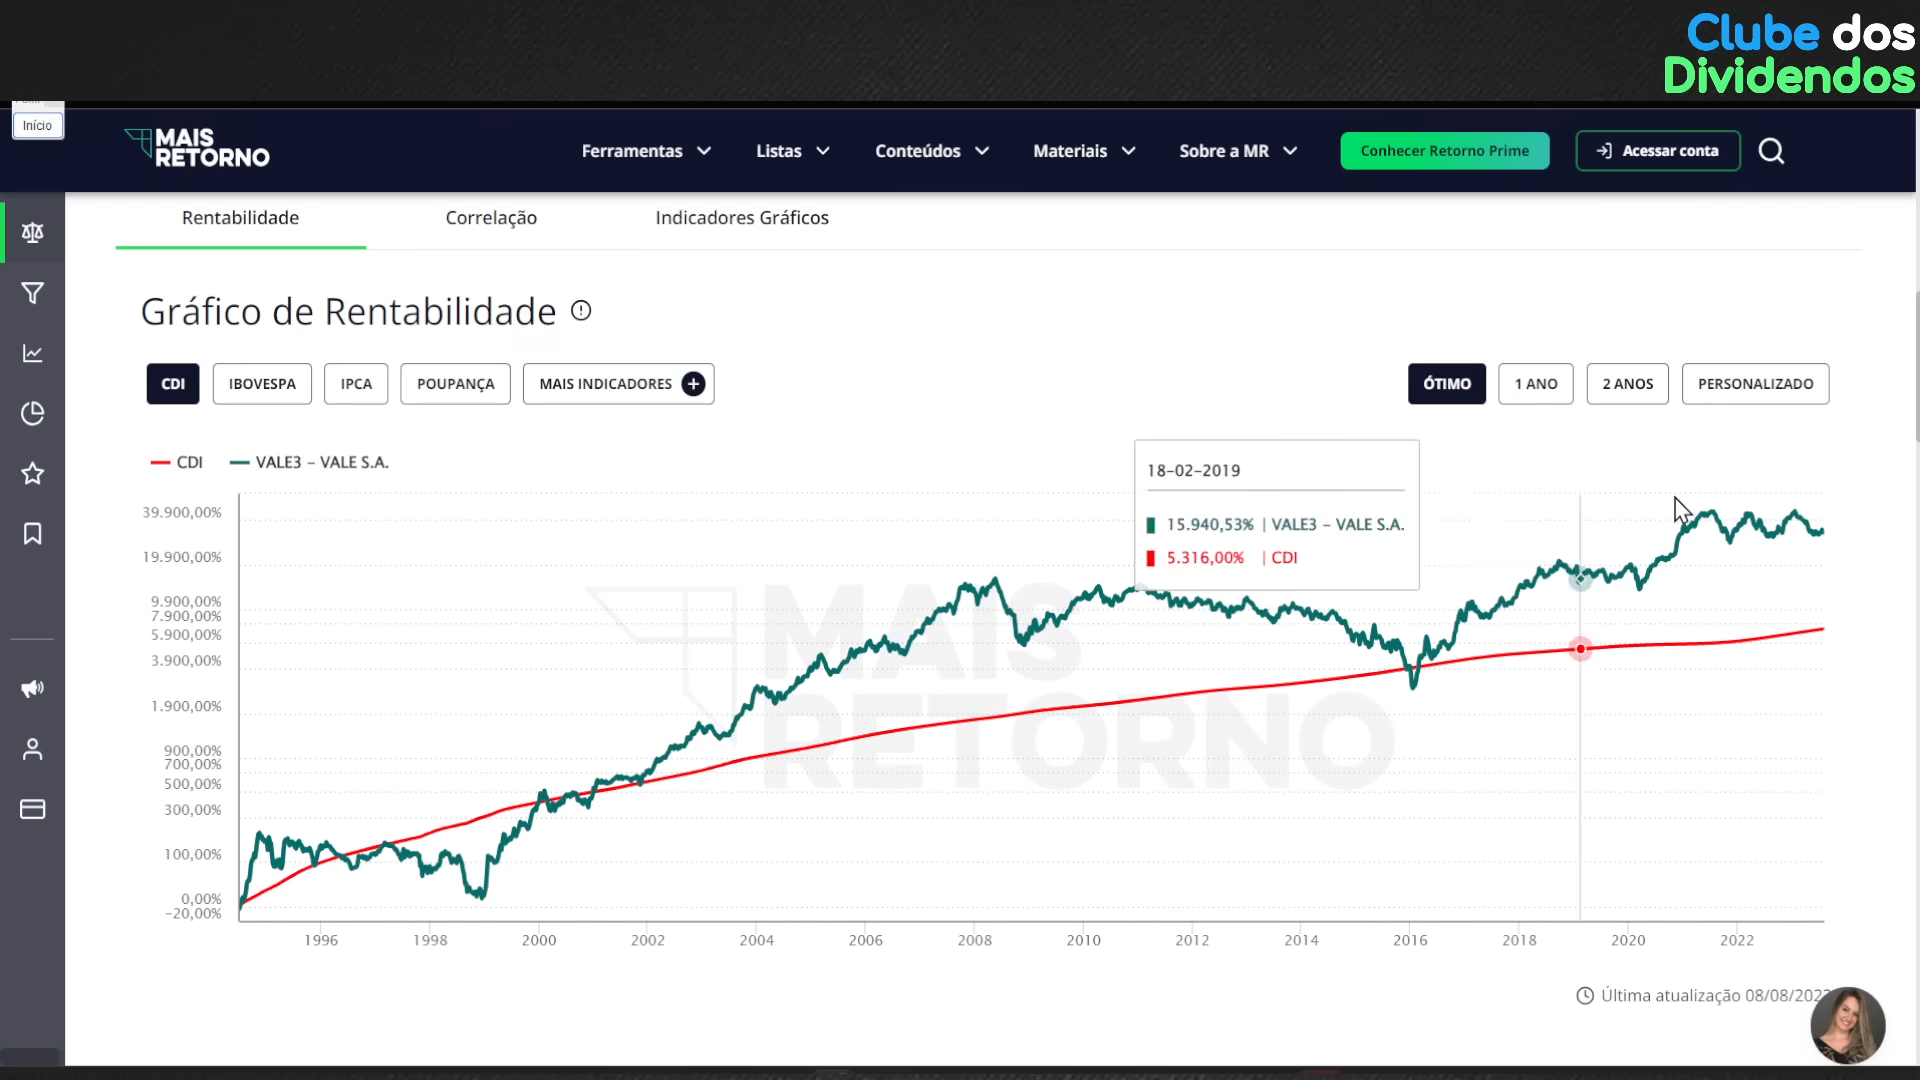 Clube dos
Dividendos
Início
MAIS
RETORNO
Ferramentas
Listas
Conteúdos
Materiais
Sobre a MR
Conhecer Retorno Prime
Acessar conta
Rentabilidade
Correlação
Indicadores Gráficos
Gráfico de Rentabilidade
CDI
IBOVESPA
IPCA
POUPANÇA
MAIS INDICADORES
ÓTIMO
1 ANO
2 ANOS
PERSONALIZADO
CDI
VALE3 – VALE S.A.
18-02-2019
15.940,53% | VALE3 – VALE S.A.
5.316,00% | CDI
39.900,00%
19.900,00%
9.900,00%
7.900,00%
5.900,00%
3.900,00%
1.900,00%
900,00%
700,00%
500,00%
300,00%
100,00%
0,00%
-20,00%
MAIS
RETORNO
1996
1998
2000
2002
2004
2006
2008
2010
2012
2014
2016
2018
2020
2022
Última atualização 08/08/202